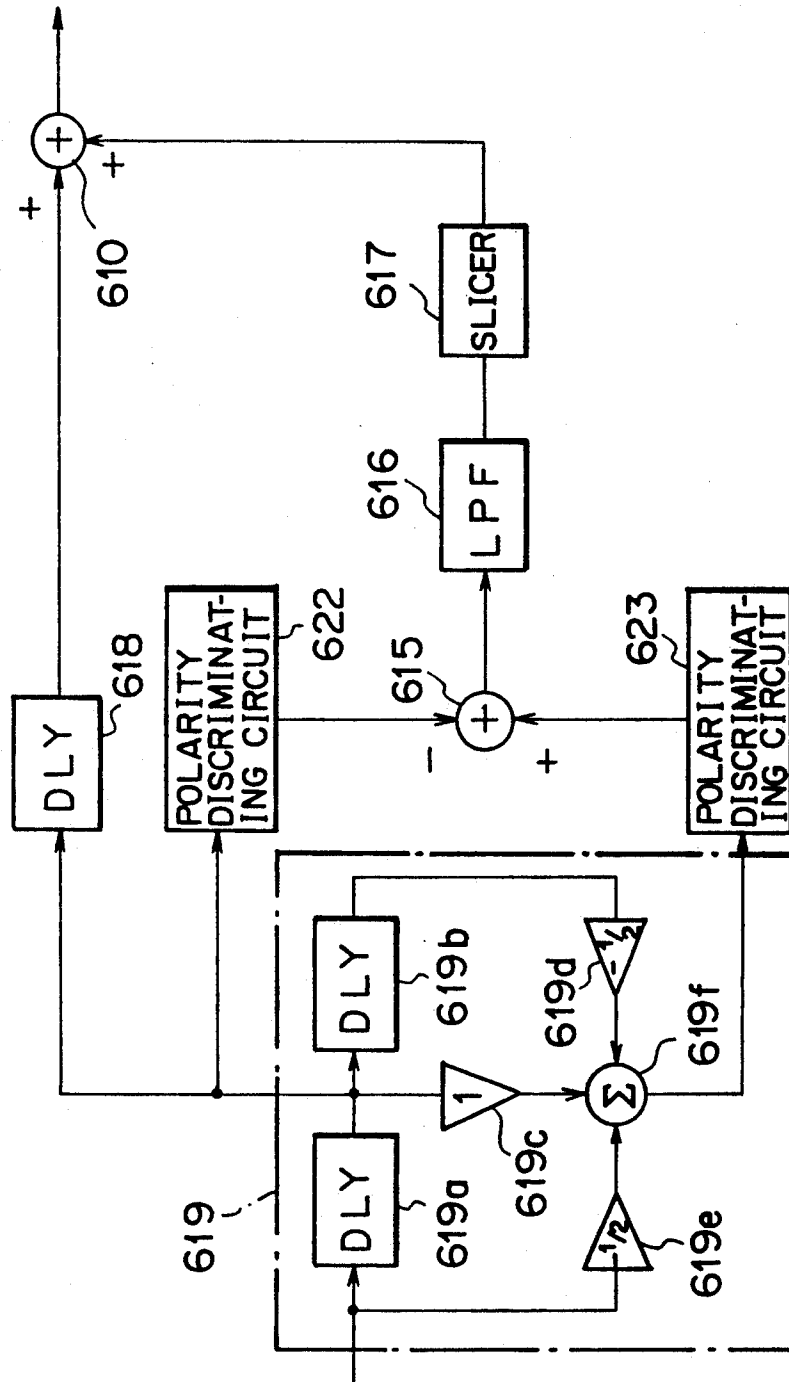 +
DLY
618
+
610
+
POLARITY
DISCRIMINAT-
ING CIRCUIT
622
619
DLY
619a
DLY
619b
-
615
+
+
616
LPF
617
SLICER
1
619c
-1/2
619d
-1/2
619e
Σ
619f
623
POLARITY
DISCRIMINAT-
ING CIRCUIT